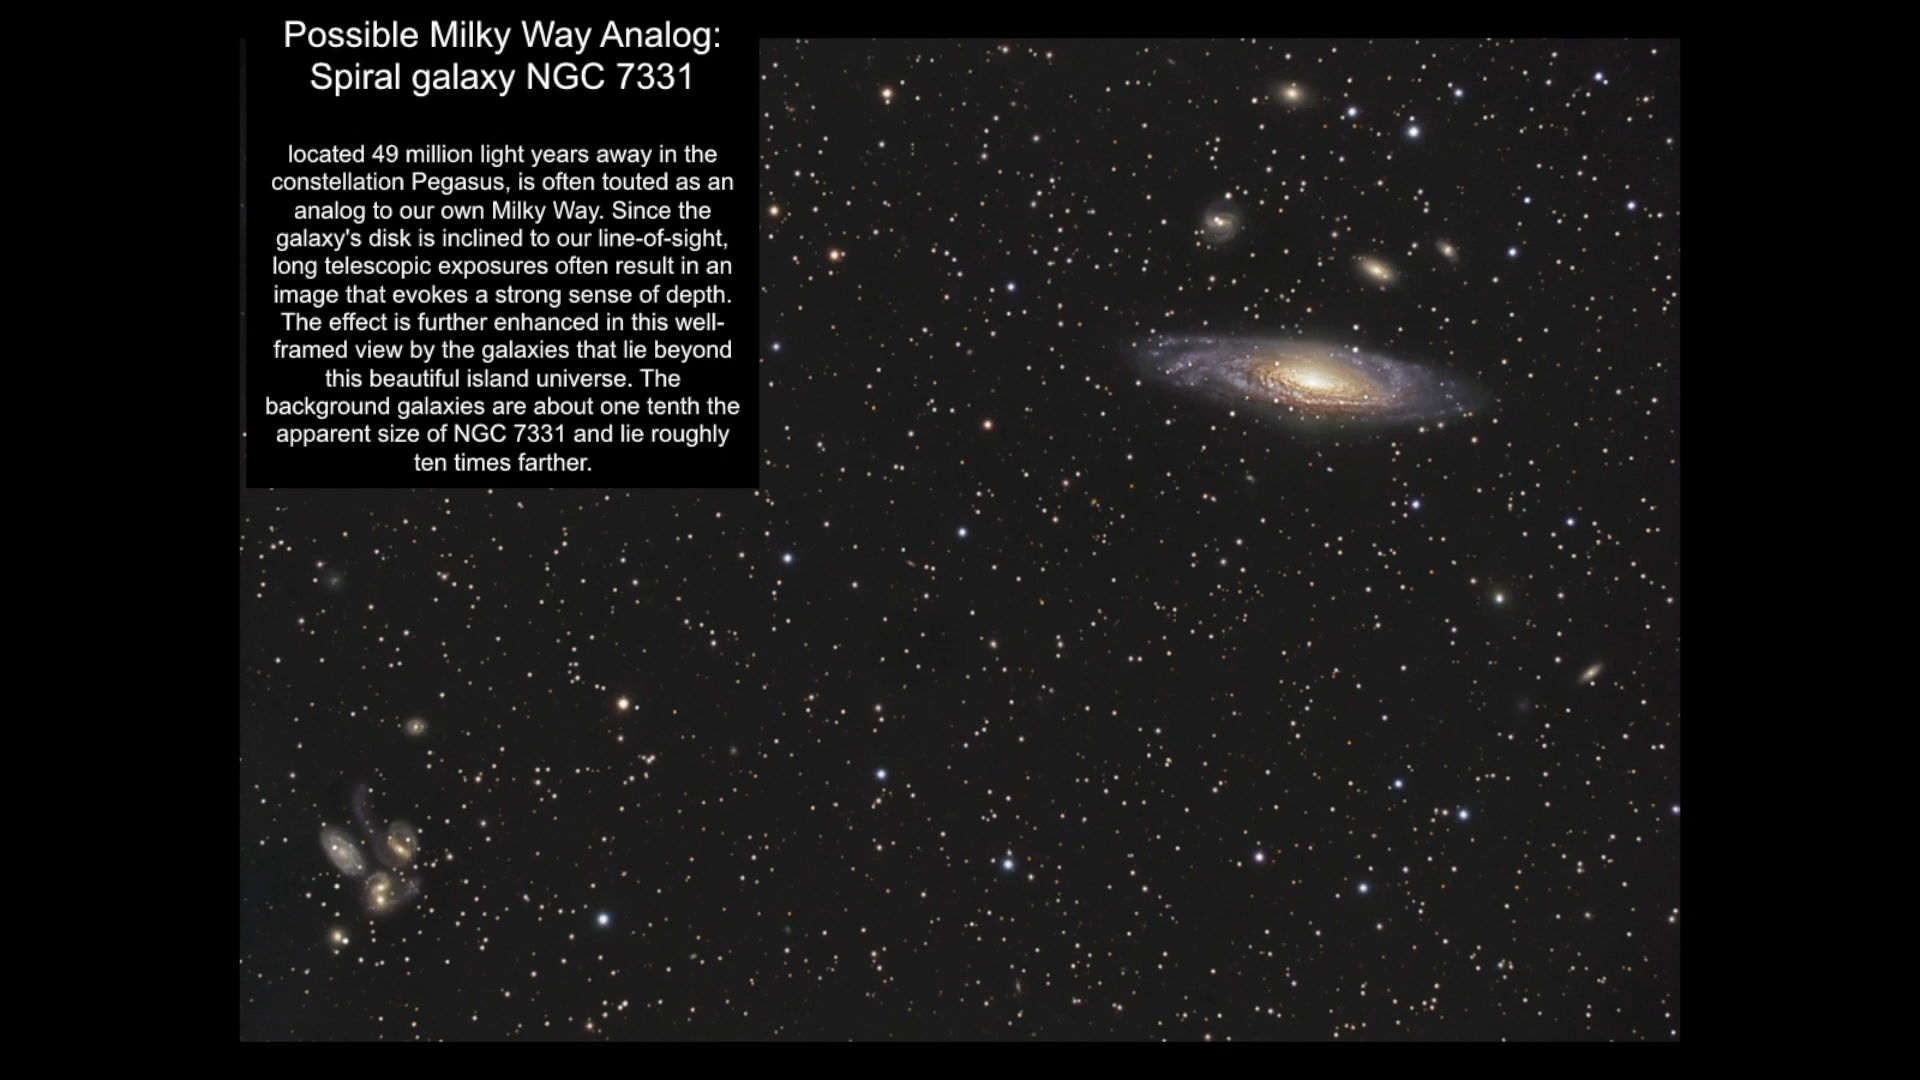 Possible Milky Way Analog:
Spiral galaxy NGC 7331
located 49 million light years away in the
constellation Pegasus, is often touted as an
analog to our own Milky Way. Since the
galaxy's disk is inclined to our line-of-sight,
long telescopic exposures often result in an
image that evokes a strong sense of depth.
The effect is further enhanced in this well-
framed view by the galaxies that lie beyond
this beautiful island universe. The
background galaxies are about one tenth the
apparent size of NGC 7331 and lie roughly
ten times farther.